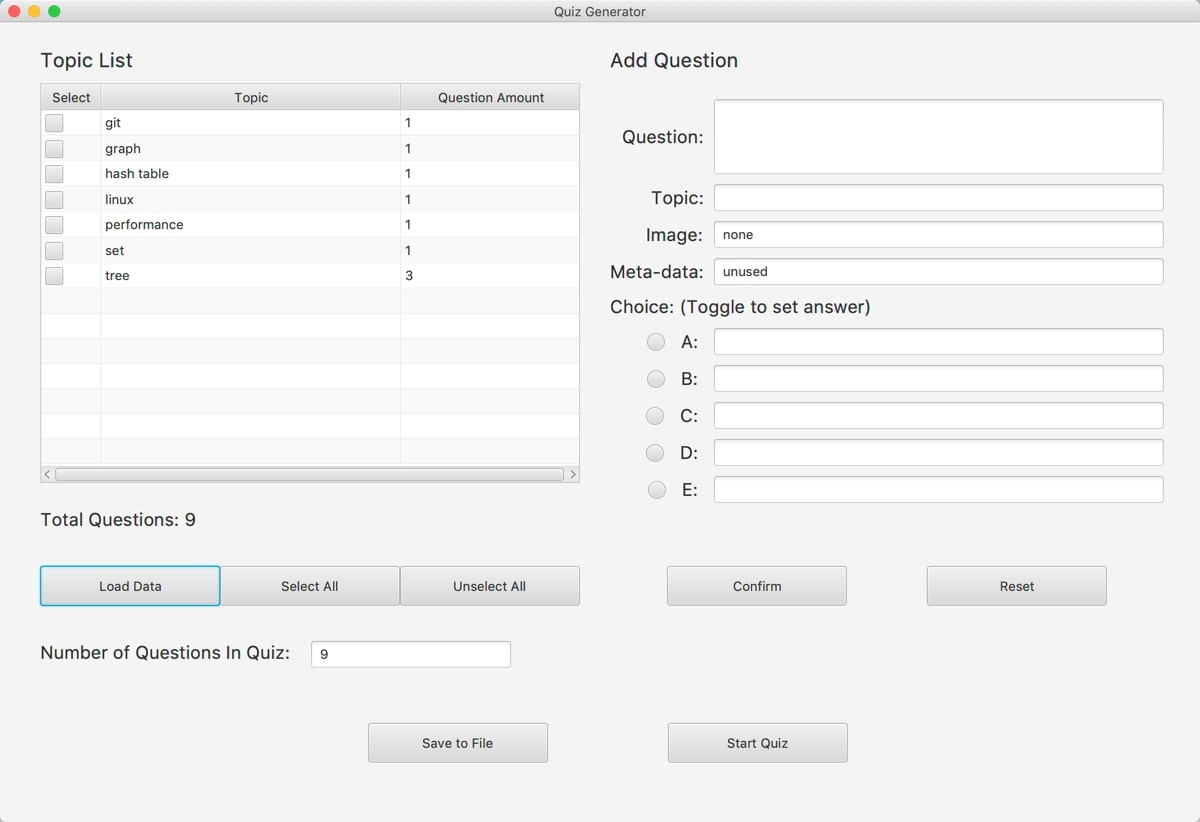 Quiz Generator
Topic List
Select Topic Question Amount
git 1
graph 1
hash table 1
linux 1
performance 1
set 1
tree 3
Total Questions: 9
Load Data Select All Unselect All
Number of Questions In Quiz: 9
Add Question
Question:
Topic:
Image: none
Meta-data: unused
Choice: (Toggle to set answer)
A:
B:
C:
D:
E:
Confirm Reset
Save to File Start Quiz